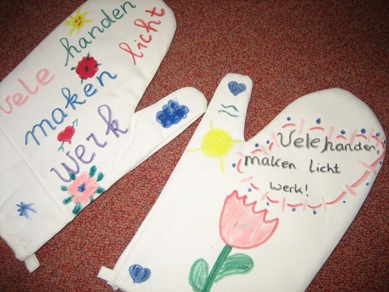 vele handen
maken licht
werk
Vele handen,
maken licht
werk!